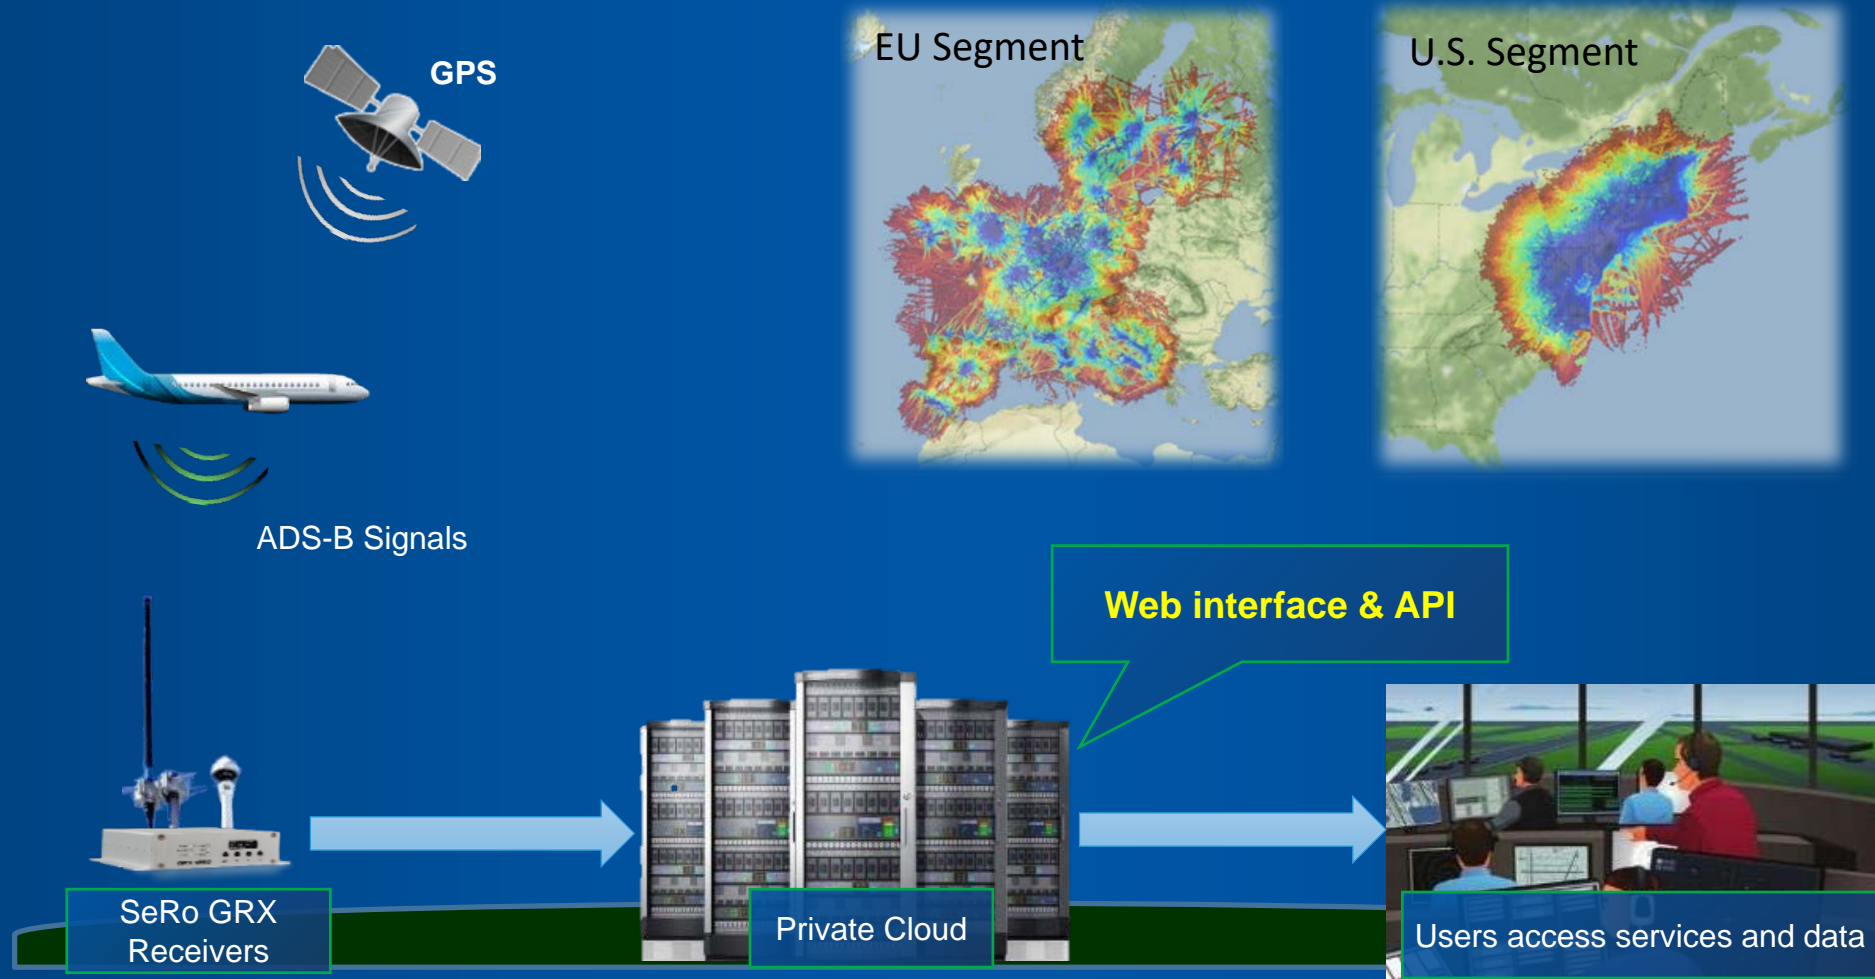 EU Segment
U.S. Segment
GPS
ADS-B Signals
Web interface & API
SeRo GRX
Receivers
Private Cloud
Users access services and data